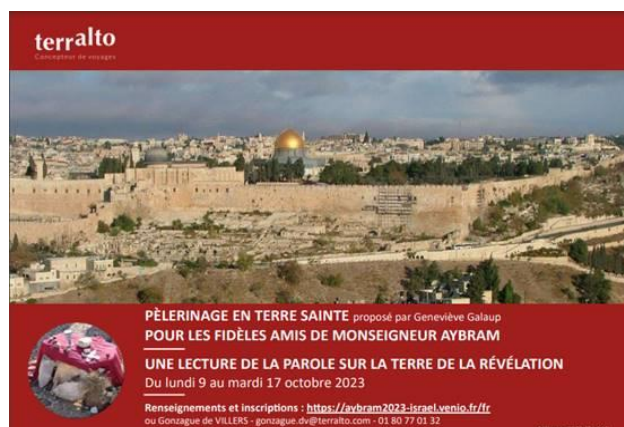 terralto
Concepteur de voyages
PÈLERINAGE EN TERRE SAINTE proposé par Geneviève Galaup
POUR LES FIDÈLES AMIS DE MONSEIGNEUR AYBRAM
UNE LECTURE DE LA PAROLE SUR LA TERRE DE LA RÉVÉLATION
Du lundi 9 au mardi 17 octobre 2023
Renseignements et inscriptions : https://aybram2023-israel.venio.fr/fr
ou Gonzague de VILLERS - gonzague.dv@terralto.com - 01 80 77 01 32